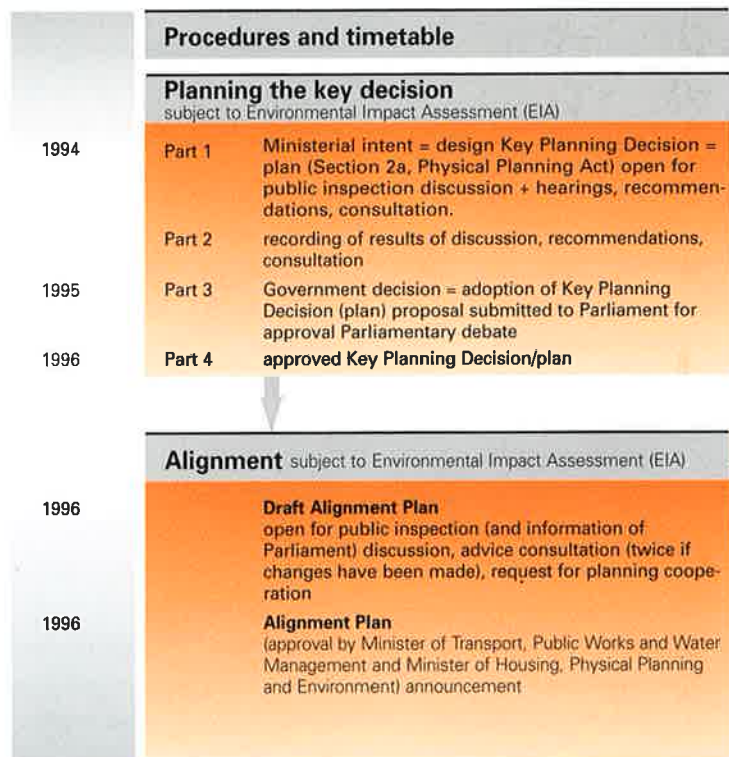 Procedures and timetable
Planning the key decision
subject to Environmental Impact Assessment (EIA)
1994 Part 1 Ministerial intent = design Key Planning Decision =
plan (Section 2a, Physical Planning Act) open for
public inspection discussion + hearings, recommen-
dations, consultation.
Part 2 recording of results of discussion, recommendations,
consultation
1995 Part 3 Government decision = adoption of Key Planning
Decision (plan) proposal submitted to Parliament for
approval Parliamentary debate
1996 Part 4 approved Key Planning Decision/plan
Alignment subject to Environmental Impact Assessment (EIA)
1996 Draft Alignment Plan
open for public inspection (and information of
Parliament) discussion, advice consultation (twice if
changes have been made), request for planning coope-
ration
1996 Alignment Plan
(approval by Minister of Transport, Public Works and Water
Management and Minister of Housing, Physical Planning
and Environment) announcement